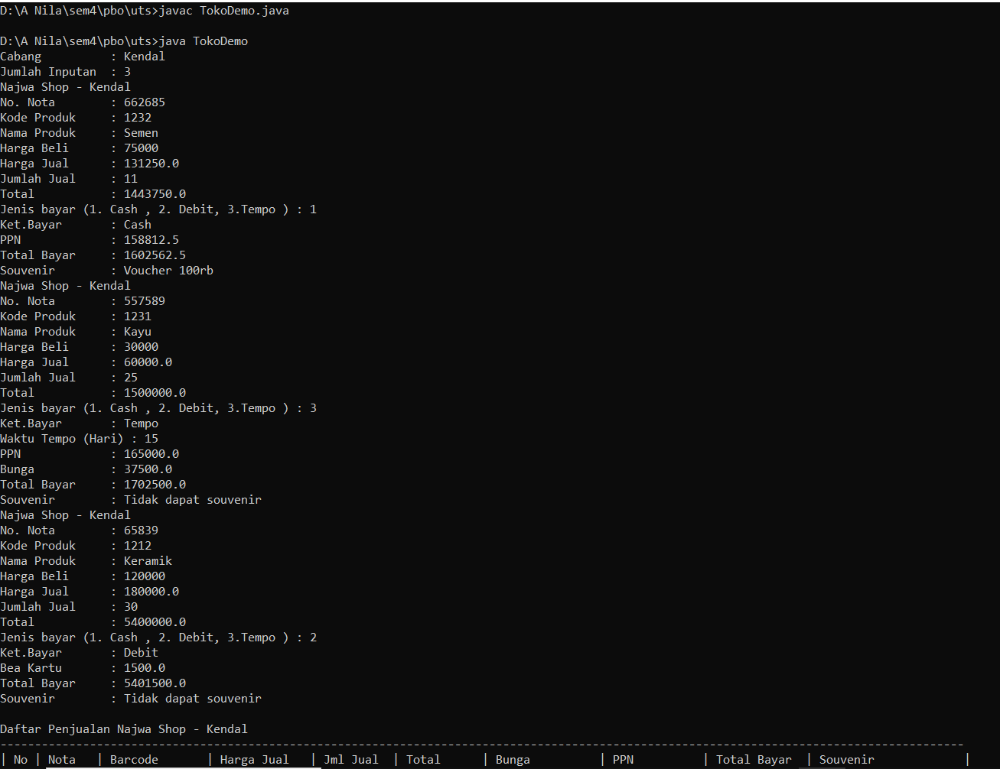 D:\A Nila\sem4\pbo\uts>javac TokoDemo.java
D:\A Nila\sem4\pbo\uts>java TokoDemo
Cabang          : Kendal
Jumlah Inputan  : 3
Najwa Shop - Kendal
No. Nota        : 662685
Kode Produk     : 1232
Nama Produk     : Semen
Harga Beli      : 75000
Harga Jual      : 131250.0
Jumlah Jual     : 11
Total           : 1443750.0
Jenis bayar (1. Cash , 2. Debit, 3.Tempo ) : 1
Ket.Bayar       : Cash
PPN             : 158812.5
Total Bayar     : 1602562.5
Souvenir        : Voucher 100rb
Najwa Shop - Kendal
No. Nota        : 557589
Kode Produk     : 1231
Nama Produk     : Kayu
Harga Beli      : 30000
Harga Jual      : 60000.0
Jumlah Jual     : 25
Total           : 1500000.0
Jenis bayar (1. Cash , 2. Debit, 3.Tempo ) : 3
Ket.Bayar       : Tempo
Waktu Tempo (Hari) : 15
PPN             : 165000.0
Bunga           : 37500.0
Total Bayar     : 1702500.0
Souvenir        : Tidak dapat souvenir
Najwa Shop - Kendal
No. Nota        : 65839
Kode Produk     : 1212
Nama Produk     : Keramik
Harga Beli      : 120000
Harga Jual      : 180000.0
Jumlah Jual     : 30
Total           : 5400000.0
Jenis bayar (1. Cash , 2. Debit, 3.Tempo ) : 2
Ket.Bayar       : Debit
Bea Kartu       : 1500.0
Total Bayar     : 5401500.0
Souvenir        : Tidak dapat souvenir
Daftar Penjualan Najwa Shop - Kendal
--------------------------------------------------------------------------------------------------------------------------------------------
| No | Nota   | Barcode       | Harga Jual   | Jml Jual  | Total      | Bunga          | PPN          | Total Bayar  | Souvenir             |